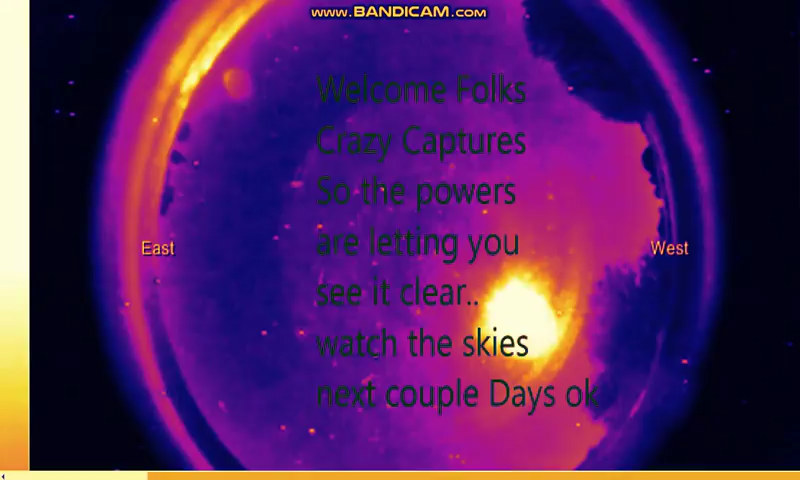 www.BANDICAM.com
Welcome Folks
Crazy Captures
So the powers
are letting you
East
West
see it clear..
watch the skies
next couple Days ok